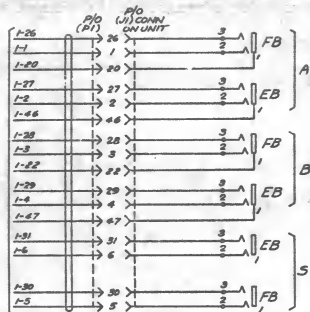 P/O (P1)
P/O (J1) CONN ON UNIT
1-26 26 3 FB
1-1 1 2
1-20 20 1
A
1-27 27 3 EB
1-2 2 2
1-46 46 1
1-28 28 3 FB
1-3 3 2
1-22 22 1
B
1-29 29 3 EB
1-4 4 2
1-47 47 1
1-31 31 3 EB
1-6 6 2 1
S
1-30 30 3 FB
1-5 5 2 1